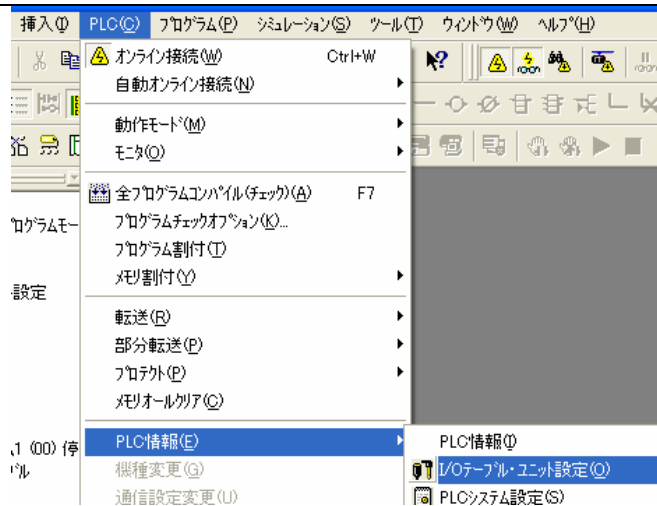 挿入(I) PLC(C) プログラム(P) シミュレーション(S) ツール(T) ウィンドウ(W) ヘルプ(H)
オンライン接続(W) Ctrl+W
自動オンライン接続(N)
動作モード(M)
モニタ(O)
全プログラムコンパイル(チェック)(A) F7
プログラムチェックオプション(K)...
プログラム割付(T)
メモリ割付(Y)
転送(R)
部分転送(P)
プロテクト(P)
メモリオールクリア(C)
PLC情報(E)
機種変更(G)
通信設定変更(U)
PLC情報(I)
I/Oテーブル・ユニット設定(O)
PLCシステム設定(S)
ログラムモー
設定
1 (00) 停
ル